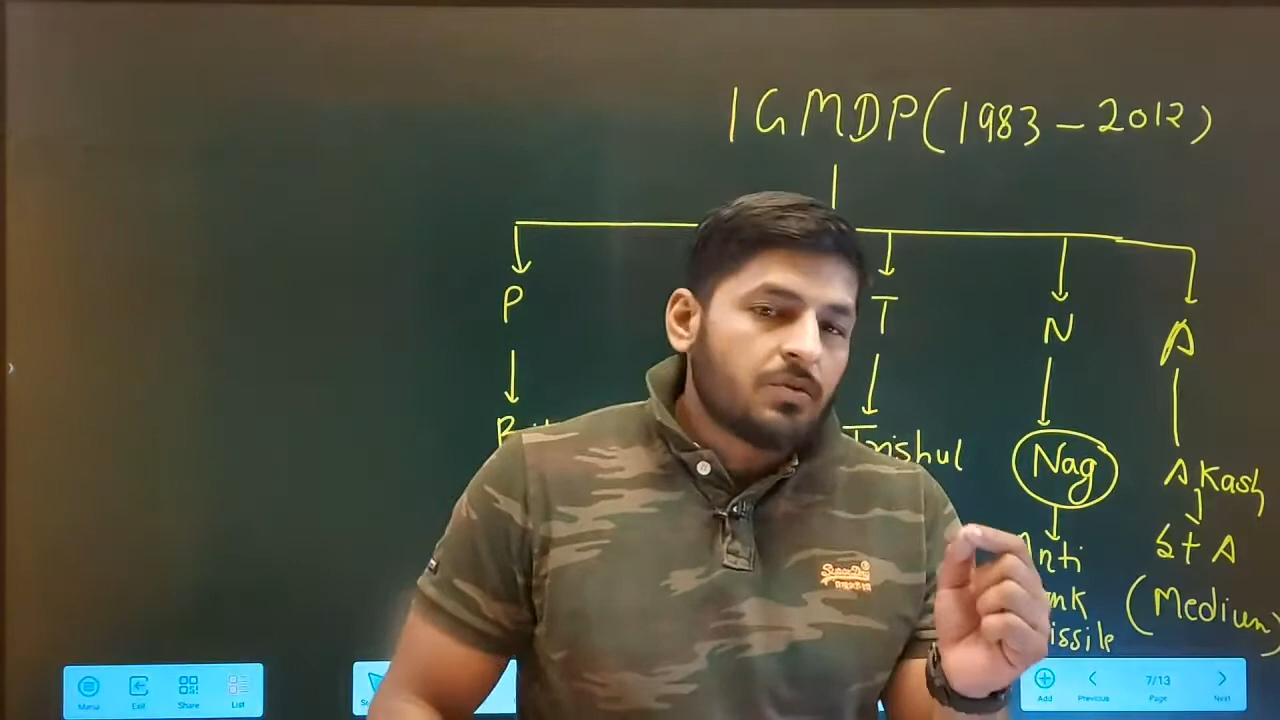 IGMDP (1983-2012)
P T N A
Trishul Nag Akash
Anti StA
(Medium)
Superdry
Menu Exit Share List Add Previous 7/13 Page Next